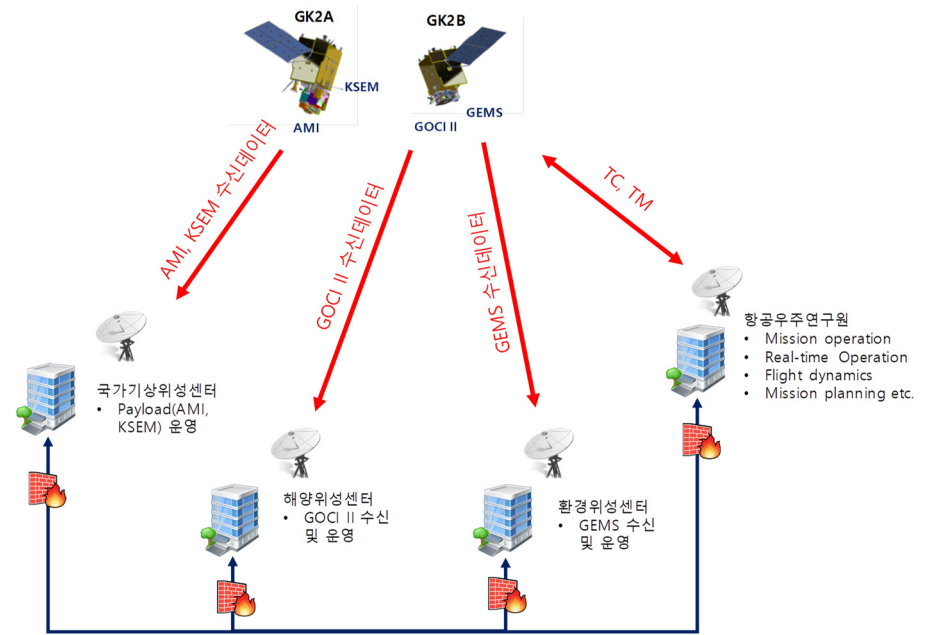 GK2A
GK2B
KSEM
AMI
GEMS
GOCI II
AMI, KSEM 수신데이터
GOCI II 수신데이터
GEMS 수신데이터
TC, TM
국가기상위성센터
• Payload(AMI,
KSEM) 운영
해양위성센터
• GOCI II 수신
및 운영
환경위성센터
• GEMS 수신
및 운영
항공우주연구원
• Mission operation
• Real-time Operation
• Flight dynamics
• Mission planning etc.